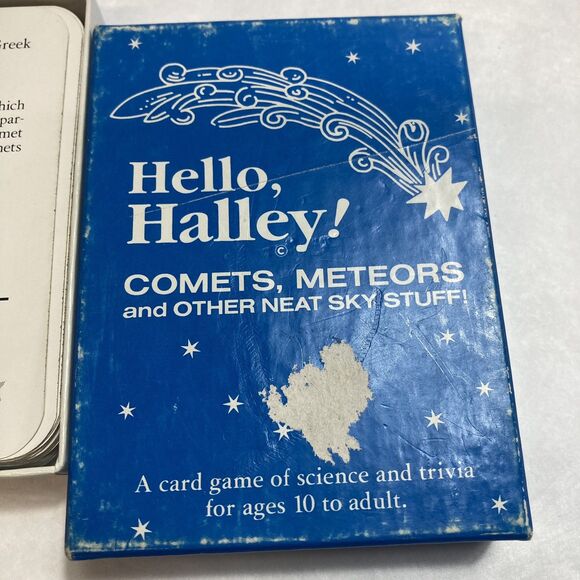 Greek
hich
par-
met
nets
Hello,
Halley!
©
COMETS, METEORS
and OTHER NEAT SKY STUFF!
A card game of science and trivia
for ages 10 to adult.